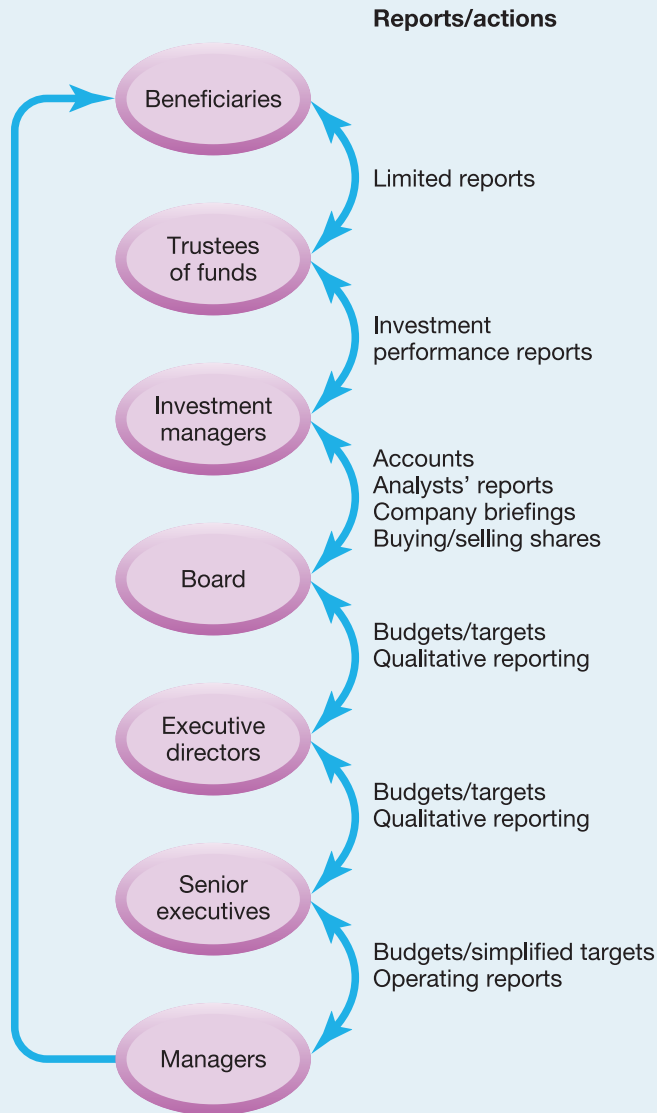 Reports/actions
Beneficiaries
Limited reports
Trustees
of funds
Investment
performance reports
Investment
managers
Accounts
Analysts’ reports
Company briefings
Buying/selling shares
Board
Budgets/targets
Qualitative reporting
Executive
directors
Budgets/targets
Qualitative reporting
Senior
executives
Budgets/simplified targets
Operating reports
Managers